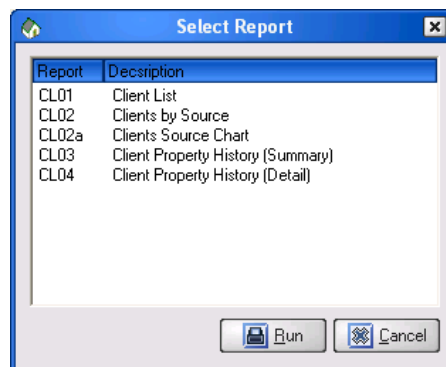 Select Report
Report Decsription
CL01 Client List
CL02 Clients by Source
CL02a Clients Source Chart
CL03 Client Property History (Summary)
CL04 Client Property History (Detail)
Run Cancel